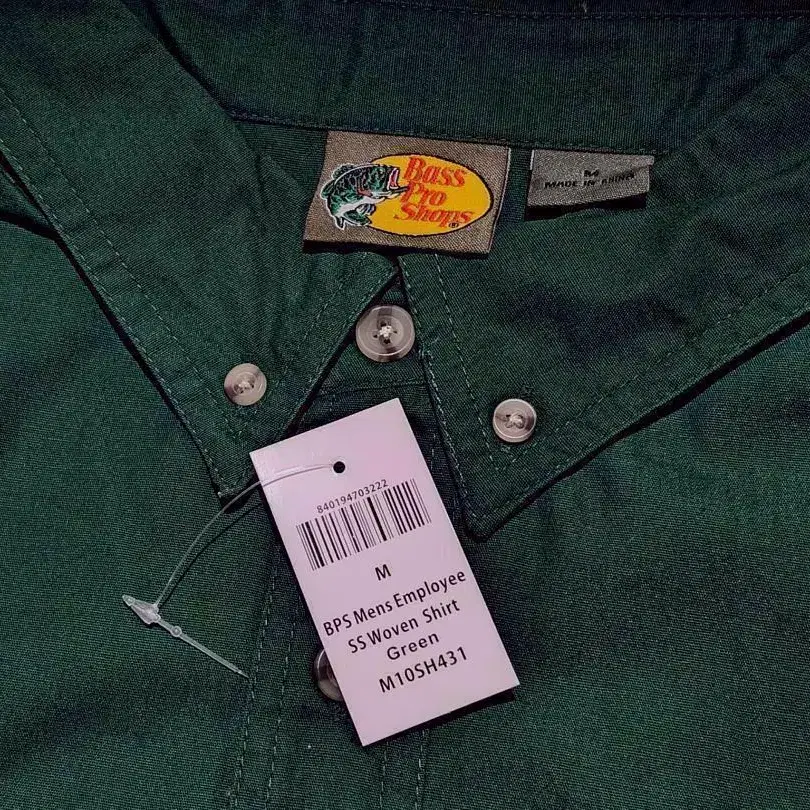 Bass
Pro
Shops
®
M
MADE IN CHINA
840194703222
M
BPS Mens Employee
SS Woven Shirt
Green
M10SH431